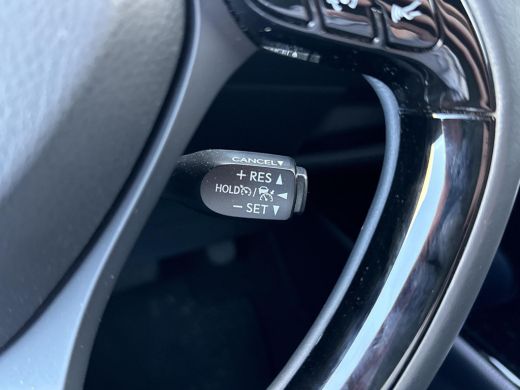 CANCEL▼
+ RES ▲
HOLD / ◀
− SET ▼